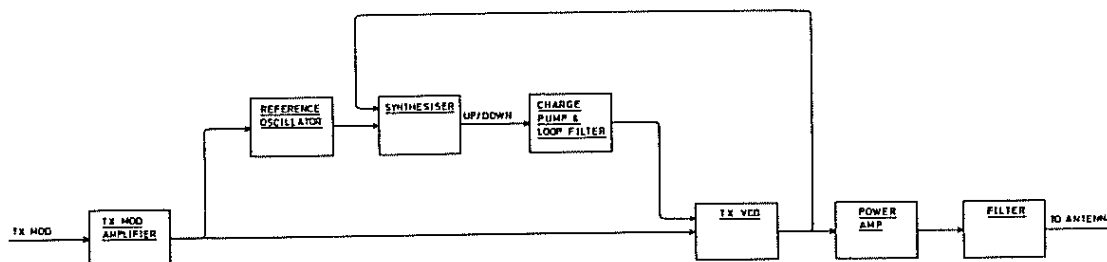 REFERENCE
OSCILLATOR
SYNTHESISER
UP/DOWN
CHARGE
PUMP &
LOOP FILTER
TX MOD
TX MOD
AMPLIFIER
TX VCO
POWER
AMP
FILTER
TO ANTENNA